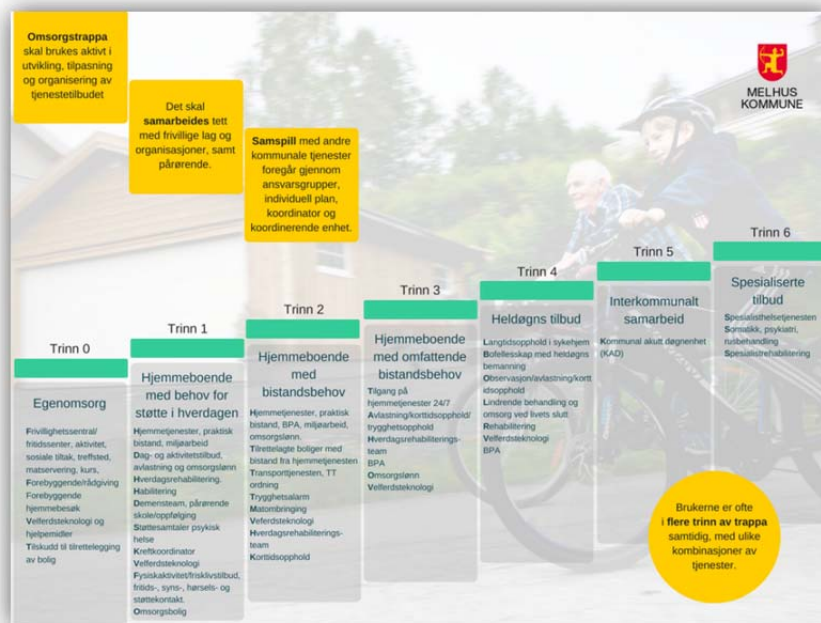 Omsorgstrappa
skal brukes aktivt i
utvikling, tilpasning
og organisering av
tjenestetilbudet
Det skal
samarbeides tett
med frivillige lag og
organisasjoner, samt
pårørende.
Samspill med andre
kommunale tjenester
foregår gjennom
ansvarsgrupper,
individuell plan,
koordinator og
koordinerende enhet.
MELHUS
KOMMUNE
Trinn 0
Egenomsorg
Frivillighetssentral/
fritidssenter, aktivitet,
sosiale tiltak, treffsted,
matservering, kurs,
Forebyggende/rådgiving
Forebyggende
hjemmebesøk
Velferdsteknologi og
hjelpemidler
Tilskudd til tilrettelegging
av bolig
Trinn 1
Hjemmeboende
med behov for
støtte i hverdagen
Hjemmetjenester, praktisk
bistand, miljøarbeid
Dag- og aktivitetstilbud,
avlastning og omsorgslønn
Hverdagsrehabilitering.
Habilitering
Demensteam, pårørende
skole/oppfølging
Støttesamtaler psykisk
helse
Kreftkoordinator
Velferdsteknologi
Fysiskaktivitet/frisklivstilbud,
fritids-, syns-, hørsels- og
støttekontakt.
Omsorgsbolig
Trinn 2
Hjemmeboende
med
bistandsbehov
Hjemmetjenester, praktisk
bistand, BPA, miljøarbeid,
omsorgslønn.
Tilrettelagte boliger med
bistand fra hjemmetjenesten
Transporttjenesten, TT
ordning
Trygghetsalarm
Matombringing
Veferdsteknologi
Hverdagsrehabiliterings-
team
Korttidsopphold
Trinn 3
Hjemmeboende
med omfattende
bistandsbehov
Tilgang på
hjemmetjenester 24/7
Avlastning/korttidsopphold/
trygghetsopphold
Hverdagsrehabiliterings-
team
BPA
Omsorgslønn
Velferdsteknologi
Trinn 4
Heldøgns tilbud
Langtidsopphold i sykehjem
Bofellesskap med heldøgns
bemanning
Observasjon/avlastning/kortt
idsopphold
Lindrende behandling og
omsorg ved livets slutt
Rehabilitering
Velferdsteknologi
BPA
Trinn 5
Interkommunalt
samarbeid
Kommunal akutt døgnenhet
(KAD)
Trinn 6
Spesialiserte
tilbud
Spesialisthelsetjenesten
Somatikk, psykiatri,
rusbehandling
Spesialistrehabilitering
Brukerne er ofte
i flere trinn av trappa
samtidig, med ulike
kombinasjoner av
tjenester.